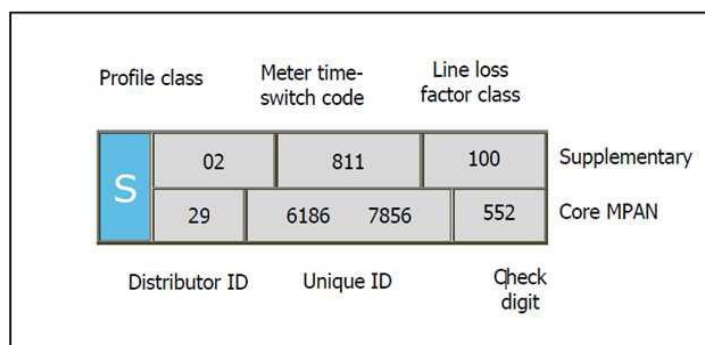 Profile class
Meter time-
switch code
Line loss
factor class
S
02 811 100
Supplementary
29 6186 7856 552
Core MPAN
Distributor ID
Unique ID
Check
digit